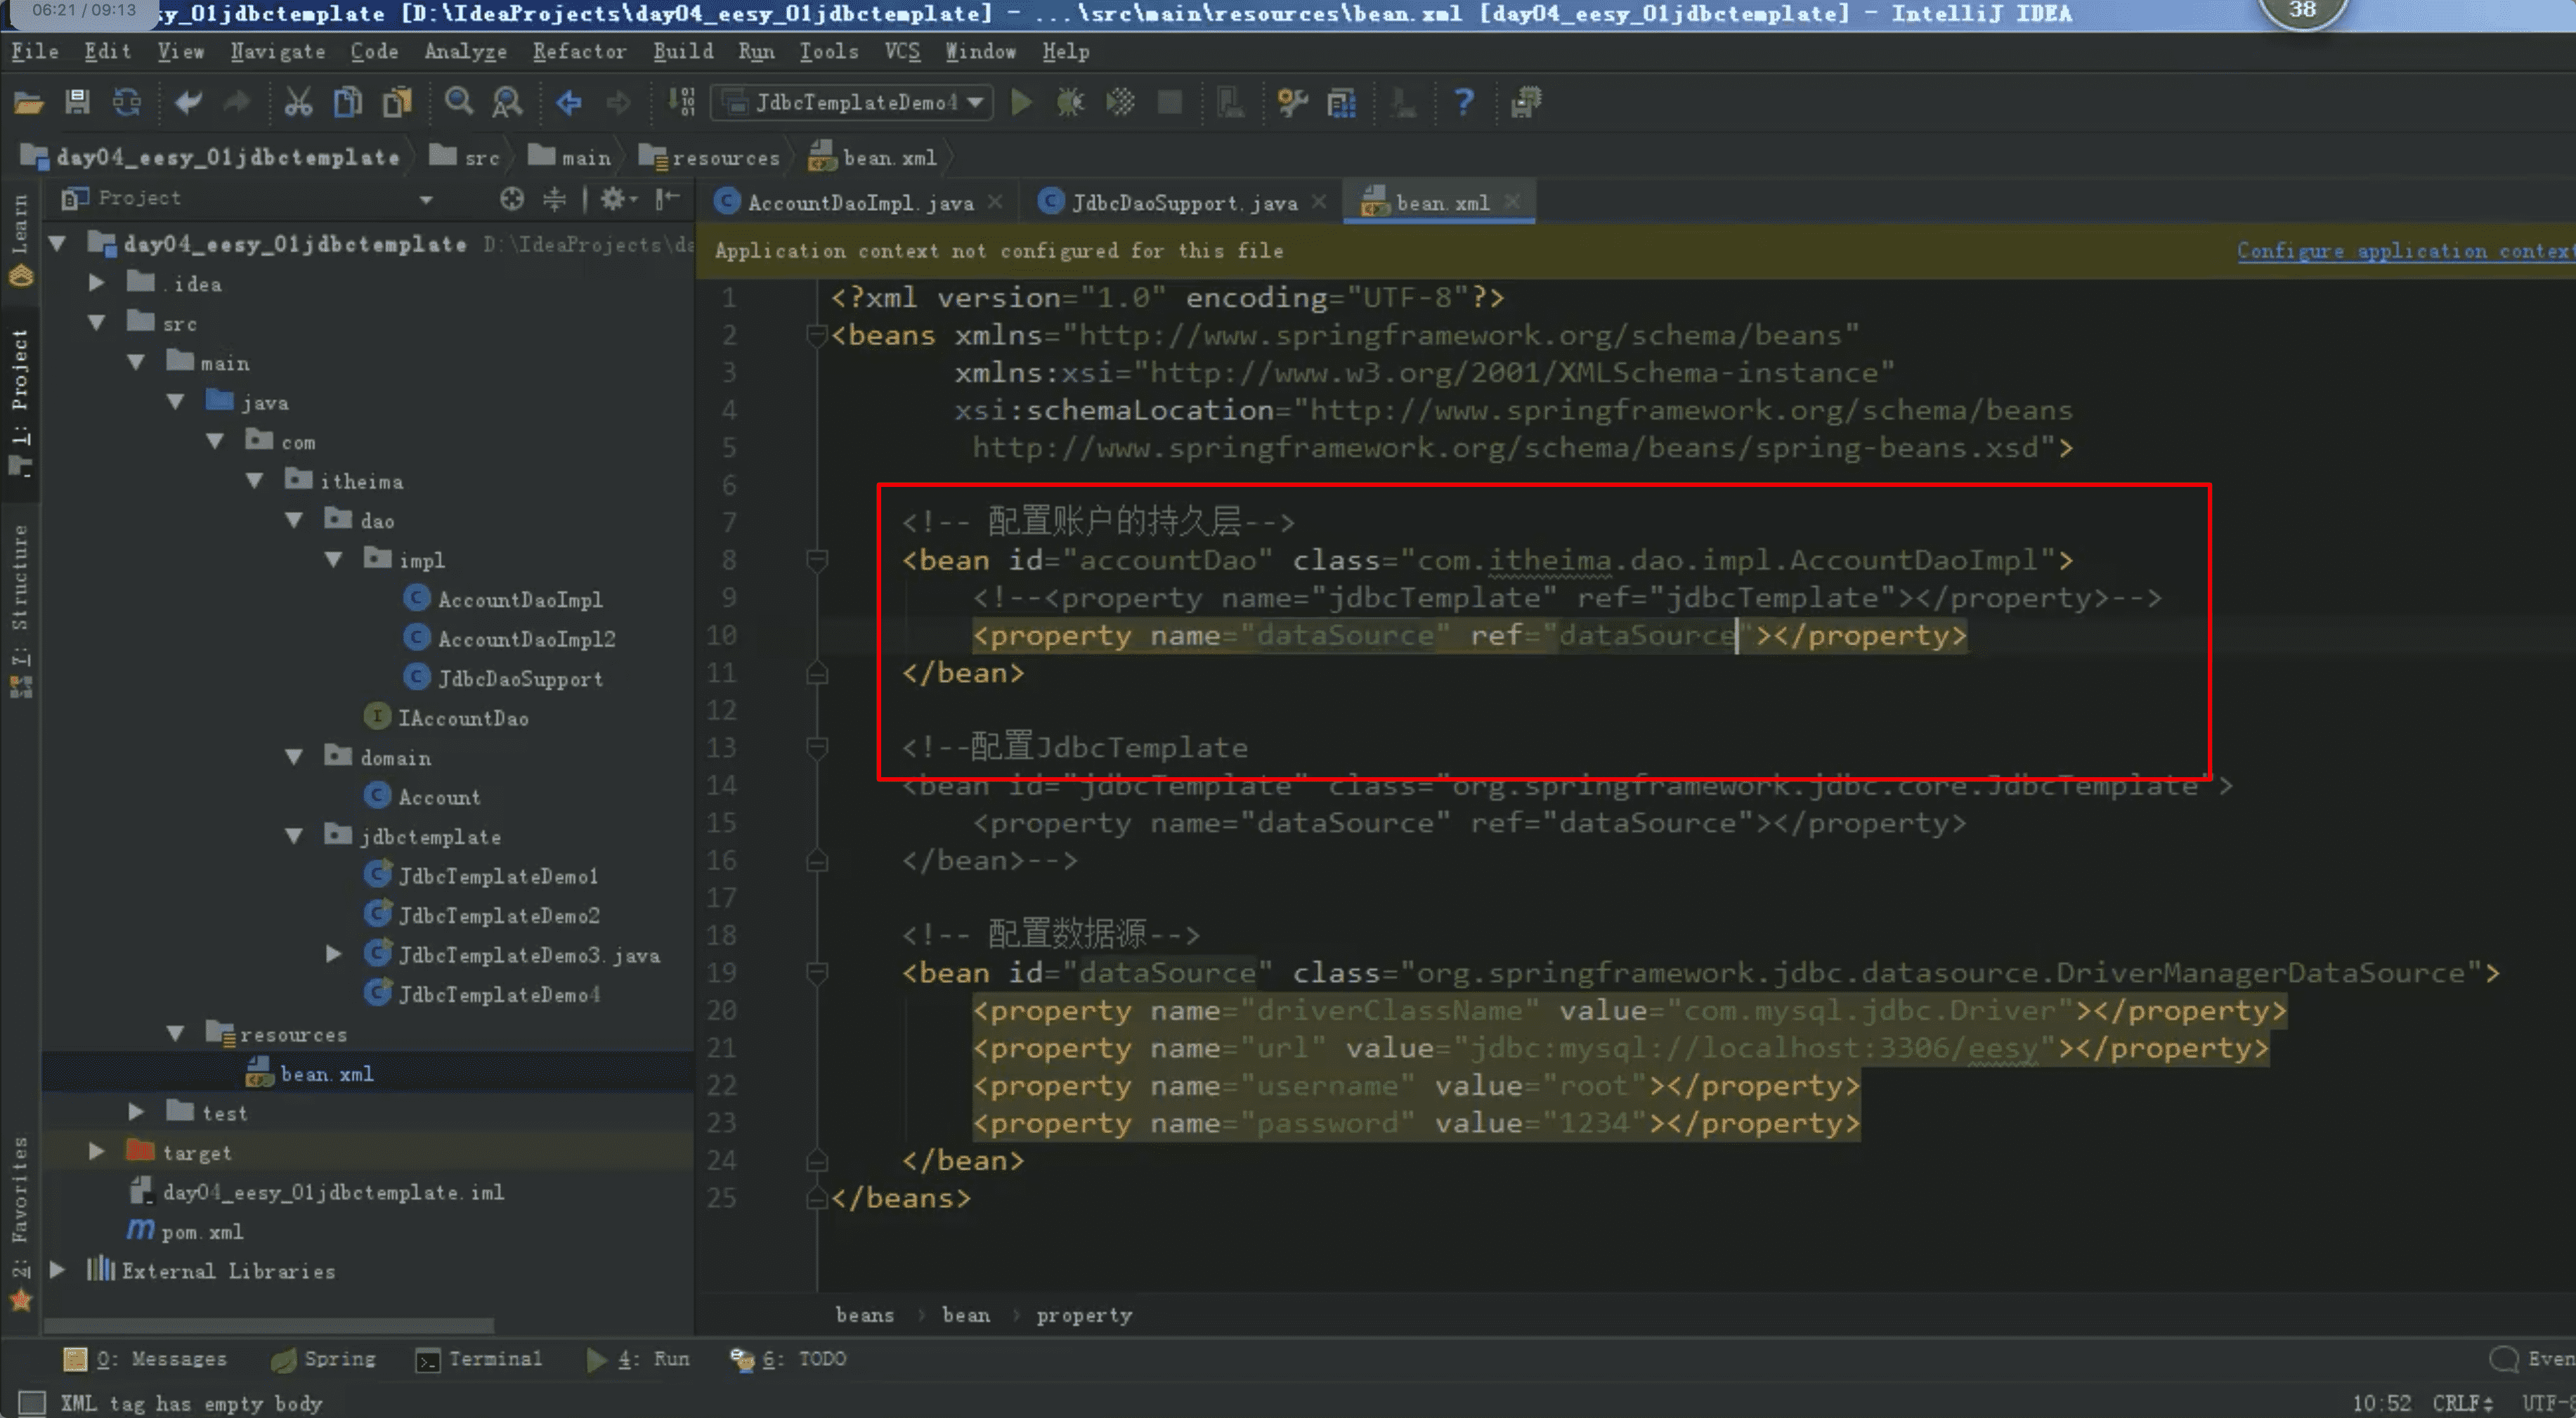 06:21 / 09:13
sy_01jdbctemplate [D:\IdeaProjects\day04_eesy_01jdbctemplate] - ...\src\main\resources\bean.xml [day04_eesy_01jdbctemplate] - IntelliJ IDEA
38
File Edit View Navigate Code Analyze Refactor Build Run Tools VCS Window Help
JdbcTemplateDemo4
day04_eesy_01jdbctemplate src main resources bean.xml
Learn
1: Project
7: Structure
2: Favorites
Project
day04_eesy_01jdbctemplate D:\IdeaProjects\da
.idea
src
main
java
com
itheima
dao
impl
AccountDaoImpl
AccountDaoImpl2
JdbcDaoSupport
IAccountDao
domain
Account
jdbctemplate
JdbcTemplateDemo1
JdbcTemplateDemo2
JdbcTemplateDemo3.java
JdbcTemplateDemo4
resources
bean.xml
test
target
day04_eesy_01jdbctemplate.iml
pom.xml
External Libraries
AccountDaoImpl.java JdbcDaoSupport.java bean.xml
Application context not configured for this file Configure application context
1 <?xml version="1.0" encoding="UTF-8"?>
2 <beans xmlns="http://www.springframework.org/schema/beans"
3 xmlns:xsi="http://www.w3.org/2001/XMLSchema-instance"
4 xsi:schemaLocation="http://www.springframework.org/schema/beans
5 http://www.springframework.org/schema/beans/spring-beans.xsd">
6
7 <!-- 配置账户的持久层-->
8 <bean id="accountDao" class="com.itheima.dao.impl.AccountDaoImpl">
9 <!--<property name="jdbcTemplate" ref="jdbcTemplate"></property>-->
10 <property name="dataSource" ref="dataSource"></property>
11 </bean>
12
13 <!--配置JdbcTemplate
14 <bean id="jdbcTemplate" class="org.springframework.jdbc.core.JdbcTemplate">
15 <property name="dataSource" ref="dataSource"></property>
16 </bean>-->
17
18 <!-- 配置数据源-->
19 <bean id="dataSource" class="org.springframework.jdbc.datasource.DriverManagerDataSource">
20 <property name="driverClassName" value="com.mysql.jdbc.Driver"></property>
21 <property name="url" value="jdbc:mysql://localhost:3306/eesy"></property>
22 <property name="username" value="root"></property>
23 <property name="password" value="1234"></property>
24 </bean>
25 </beans>
beans bean property
0: Messages Spring Terminal 4: Run 6: TODO Even
XML tag has empty body 10:52 CRLF UTF-8